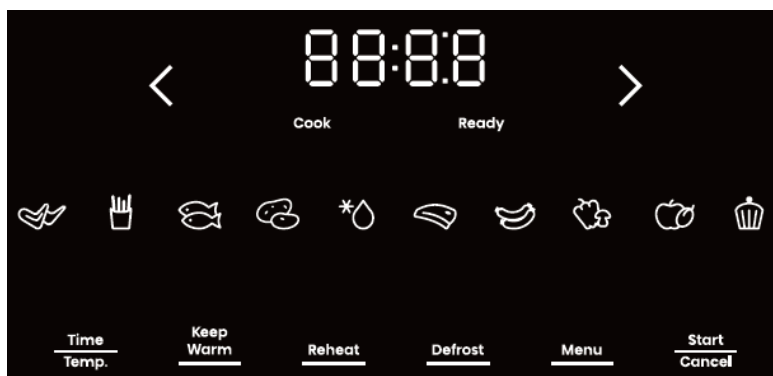 88:88
Cook Ready
Time
Temp.
Keep
Warm
Reheat
Defrost
Menu
Start
Cancel